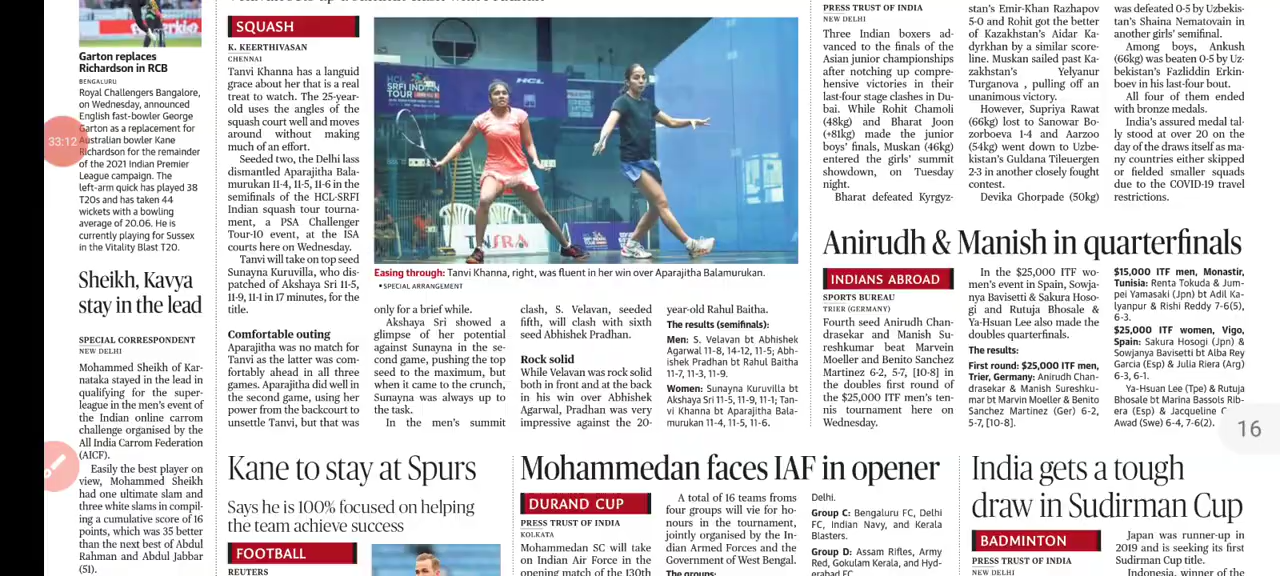 Garton replaces
Richardson in RCB
BENGALURU
Royal Challengers Bangalore,
on Wednesday, announced
English fast-bowler George
Garton as a replacement for
Australian bowler Kane
Richardson for the remainder
of the 2021 Indian Premier
League campaign. The
left-arm quick has played 38
T20s and has taken 44
wickets with a bowling
average of 20.06. He is
currently playing for Sussex
in the Vitality Blast T20.
33:12
Sheikh, Kavya
stay in the lead
SPECIAL CORRESPONDENT
NEW DELHI
Mohammed Sheikh of Kar-
nataka stayed in the lead in
qualifying for the super-
league in the men's event of
the Indian online carrom
challenge organised by the
All India Carrom Federation
(AICF).
Easily the best player on
view, Mohammed Sheikh
had one ultimate slam and
three white slams in compil-
ing a cumulative score of 16
points, which was 35 better
than the next best of Abdul
Rahman and Abdul Jabbar
(51).
SQUASH
K. KEERTHIVASAN
CHENNAI
Tanvi Khanna has a languid
grace about her that is a real
treat to watch. The 25-year-
old uses the angles of the
squash court well and moves
around without making
much of an effort.
Seeded two, the Delhi lass
dismantled Aparajitha Bala-
murukan 11-4, 11-5, 11-6 in the
semifinals of the HCL-SRFI
Indian squash tour tourna-
ment, a PSA Challenger
Tour-10 event, at the ISA
courts here on Wednesday.
Tanvi will take on top seed
Sunayna Kuruvilla, who dis-
patched of Akshaya Sri 11-5,
11-9, 11-1 in 17 minutes, for the
title.
Comfortable outing
Aparajitha was no match for
Tanvi as the latter was com-
fortably ahead in all three
games. Aparajitha did well in
the second game, using her
power from the backcourt to
unsettle Tanvi, but that was
HCL
SRFI INDIAN
TOUR
HCL
Easing through: Tanvi Khanna, right, was fluent in her win over Aparajitha Balamurukan.
• SPECIAL ARRANGEMENT
only for a brief while.
Akshaya Sri showed a
glimpse of her potential
against Sunayna in the se-
cond game, pushing the top
seed to the maximum, but
when it came to the crunch,
Sunayna was always up to
the task.
In the men's summit
clash, S. Velavan, seeded
fifth, will clash with sixth
seed Abhishek Pradhan.
Rock solid
While Velavan was rock solid
both in front and at the back
in his win over Abhishek
Agarwal, Pradhan was very
impressive against the 20-
year-old Rahul Baitha.
The results (semifinals):
Men: S. Velavan bt Abhishek
Agarwal 11-8, 14-12, 11-5; Abh-
ishek Pradhan bt Rahul Baitha
11-7, 11-3, 11-9.
Women: Sunayna Kuruvilla bt
Akshaya Sri 11-5, 11-9, 11-1; Tan-
vi Khanna bt Aparajitha Bala-
murukan 11-4, 11-5, 11-6.
PRESS TRUST OF INDIA
NEW DELHI
Three Indian boxers ad-
vanced to the finals of the
Asian junior championships
after notching up compre-
hensive victories in their
last-four stage clashes in Du-
bai. While Rohit Chamoli
(48kg) and Bharat Joon
(+81kg) made the junior
boys' finals, Muskan (46kg)
entered the girls' summit
showdown, on Tuesday
night.
Bharat defeated Kyrgyz-
stan's Emir-Khan Razhapov
5-0 and Rohit got the better
of Kazakhstan's Aidar Ka-
dyrkhan by a similar score-
line. Muskan sailed past Ka-
zakhstan's Yelyanur
Turganova , pulling off an
unanimous victory.
However, Supriya Rawat
(66kg) lost to Sanowar Bo-
zorboeva 1-4 and Aarzoo
(54kg) went down to Uzbe-
kistan's Guldana Tileuergen
2-3 in another closely fought
contest.
Devika Ghorpade (50kg)
was defeated 0-5 by Uzbekis-
tan's Shaina Nematovain in
another girls' semifinal.
Among boys, Ankush
(66kg) was beaten 0-5 by Uz-
bekistan's Fazliddin Erkin-
boev in his last-four bout.
All four of them ended
with bronze medals.
India's assured medal tal-
ly stood at over 20 on the
day of the draws itself as ma-
ny countries either skipped
or fielded smaller squads
due to the COVID-19 travel
restrictions.
Anirudh & Manish in quarterfinals
INDIANS ABROAD
SPORTS BUREAU
TRIER (GERMANY)
Fourth seed Anirudh Chan-
drasekar and Manish Su-
reshkumar beat Marvein
Moeller and Benito Sanchez
Martinez 6-2, 5-7, [10-8] in
the doubles first round of
the $25,000 ITF men's ten-
nis tournament here on
Wednesday.
In the $25,000 ITF wo-
men's event in Spain, Sowja-
nya Bavisetti & Sakura Hoso-
gi and Rutuja Bhosale &
Ya-Hsuan Lee also made the
doubles quarterfinals.
The results:
First round: $25,000 ITF men,
Trier, Germany: Anirudh Chan-
drasekar & Manish Sureshku-
mar bt Marvin Moeller & Benito
Sanchez Martinez (Ger) 6-2,
5-7, [10-8].
$15,000 ITF men, Monastir,
Tunisia: Renta Tokuda & Jum-
pei Yamasaki (Jpn) bt Adil Ka-
lyanpur & Rishi Reddy 7-6(5),
6-3.
$25,000 ITF women, Vigo,
Spain: Sakura Hosogi (Jpn) &
Sowjanya Bavisetti bt Alba Rey
Garcia (Esp) & Julia Riera (Arg)
6-3, 6-1.
Ya-Hsuan Lee (Tpe) & Rutuja
Bhosale bt Marina Bassols Rib-
era (Esp) & Jacqueline
Awad (Swe) 6-4, 7-6(2).
16
Kane to stay at Spurs
Says he is 100% focused on helping
the team achieve success
FOOTBALL
REUTERS
Mohammedan faces IAF in opener
DURAND CUP
PRESS TRUST OF INDIA
KOLKATA
Mohammedan SC will take
on Indian Air Force in the
opening match of the 130th
A total of 16 teams froms
four groups will vie for ho-
nours in the tournament,
jointly organised by the In-
dian Armed Forces and the
Government of West Bengal.
The groups:
Delhi.
Group C: Bengaluru FC, Delhi
FC, Indian Navy, and Kerala
Blasters.
Group D: Assam Rifles, Army
Red, Gokulam Kerala, and Hyd-
erabad FC.
India gets a tough
draw in Sudirman Cup
BADMINTON
PRESS TRUST OF INDIA
NEW DELHI
Japan was runner-up in
2019 and is seeking its first
Sudirman Cup title.
Indonesia, winner of the